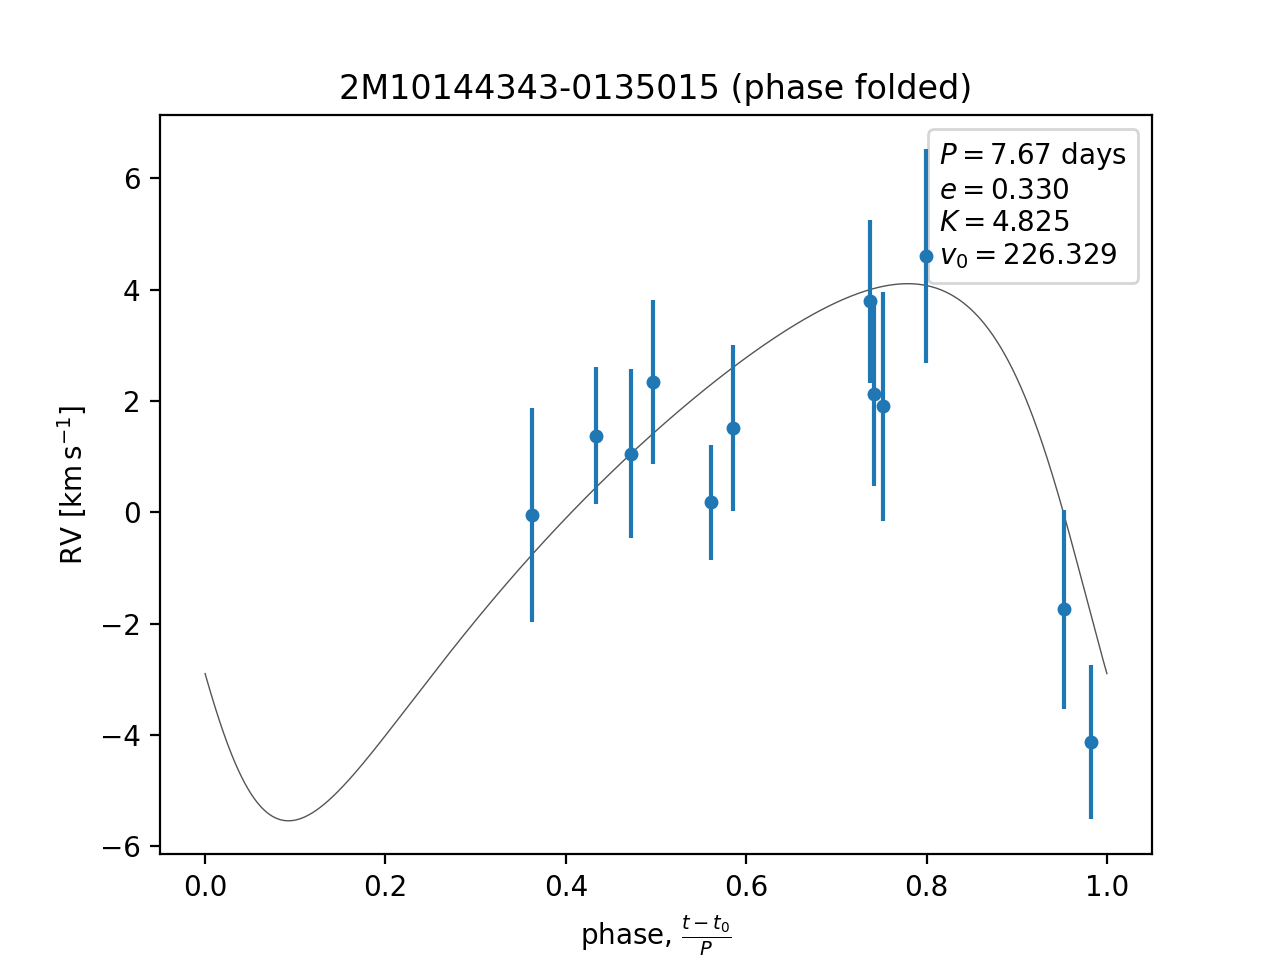 2M10144343-0135015 (phase folded)
P = 7.67 days
e = 0.330
K = 4.825
v₀ = 226.329
RV [km s⁻¹]
6
4
2
0
−2
−4
−6
0.0 0.2 0.4 0.6 0.8 1.0
phase, (t − t₀)/P